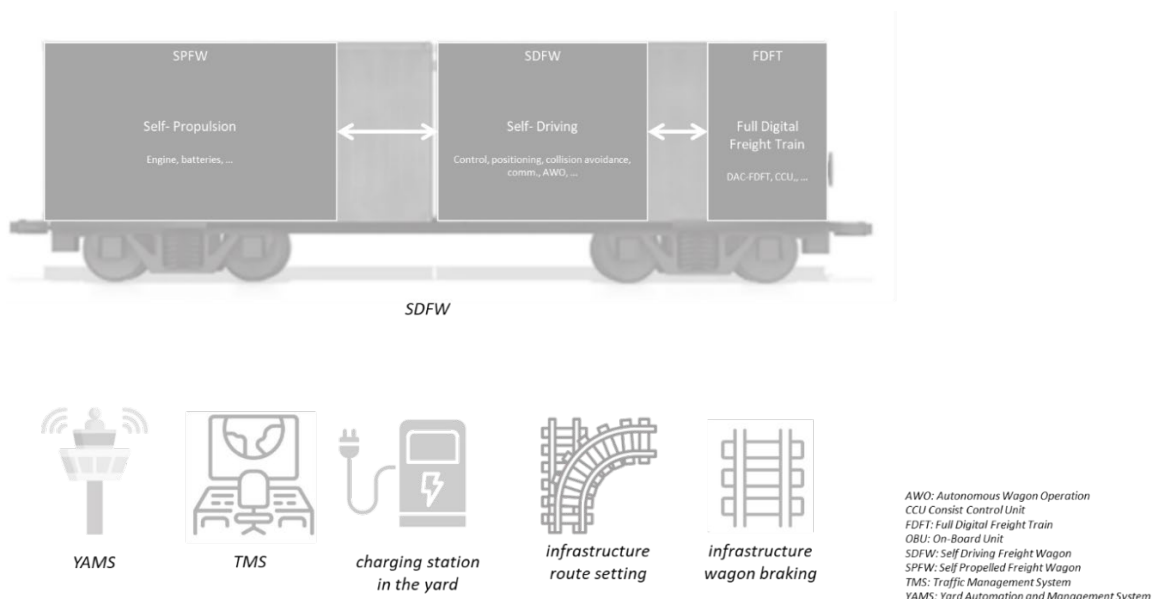 SPFW
SDFW
FDFT
Self- Propulsion
Self- Driving
Full Digital
Freight Train
Engine, batteries, ...
Control, positioning, collision avoidance,
comm., AWO, ...
DAC-FDFT, CCU,, ...
SDFW
YAMS
TMS
charging station
in the yard
infrastructure
route setting
infrastructure
wagon braking
AWO: Autonomous Wagon Operation
CCU Consist Control Unit
FDFT: Full Digital Freight Train
OBU: On-Board Unit
SDFW: Self Driving Freight Wagon
SPFW: Self Propelled Freight Wagon
TMS: Traffic Management System
YAMS: Yard Automation and Management System